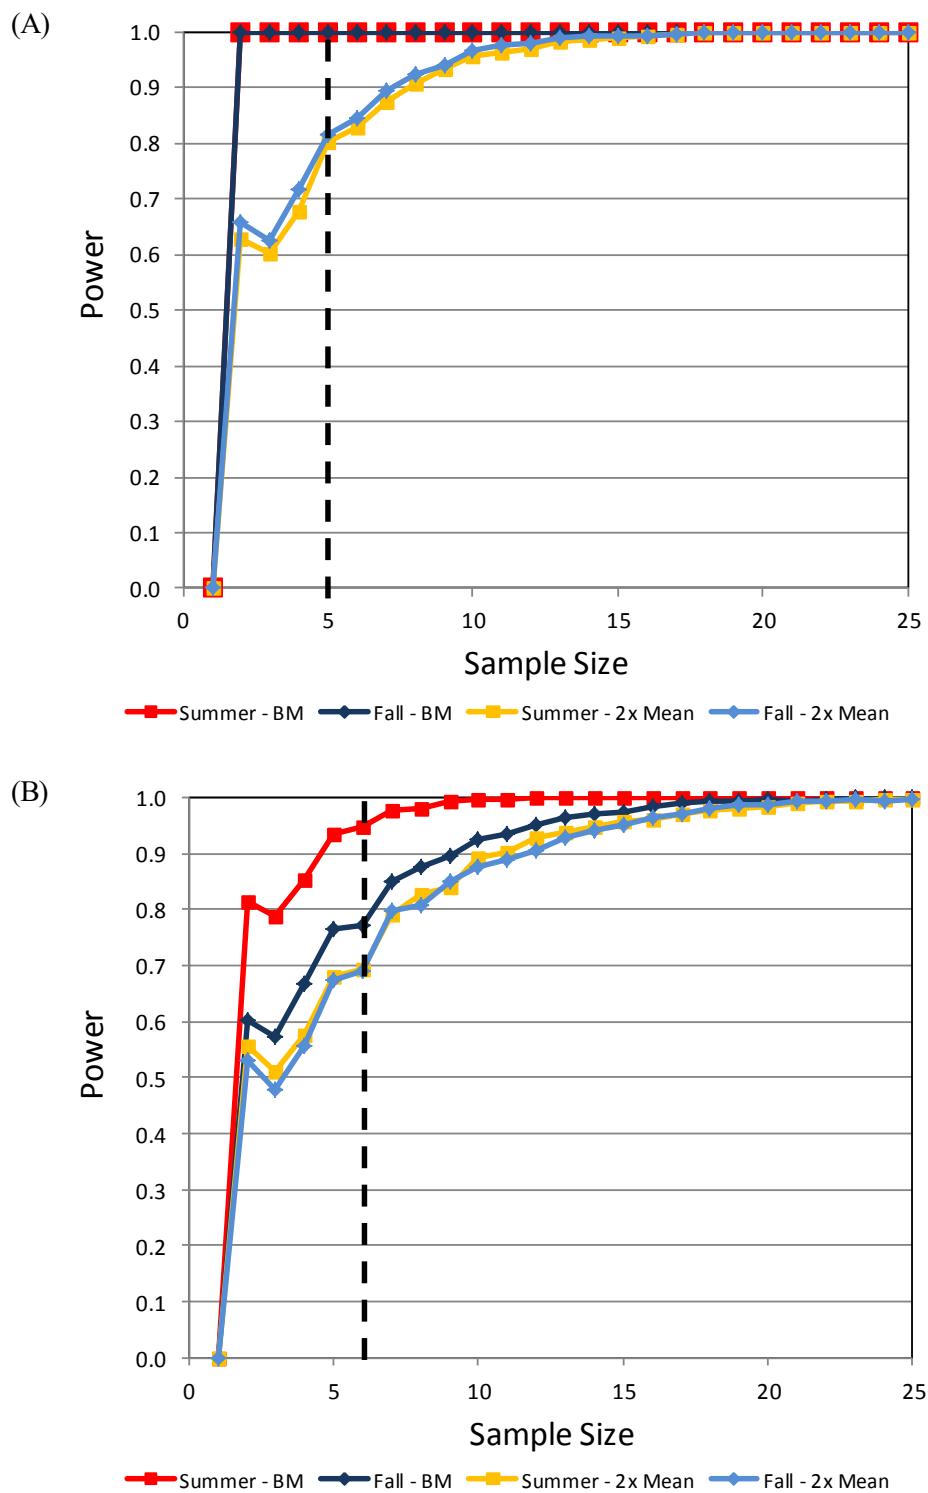 (A)
1.0
0.9
0.8
0.7
0.6
0.5
0.4
0.3
0.2
0.1
0.0
Power
0 5 10 15 20 25
Sample Size
Summer - BM Fall - BM Summer - 2x Mean Fall - 2x Mean
(B)
1.0
0.9
0.8
0.7
0.6
0.5
0.4
0.3
0.2
0.1
0.0
Power
0 5 10 15 20 25
Sample Size
Summer - BM Fall - BM Summer - 2x Mean Fall - 2x Mean